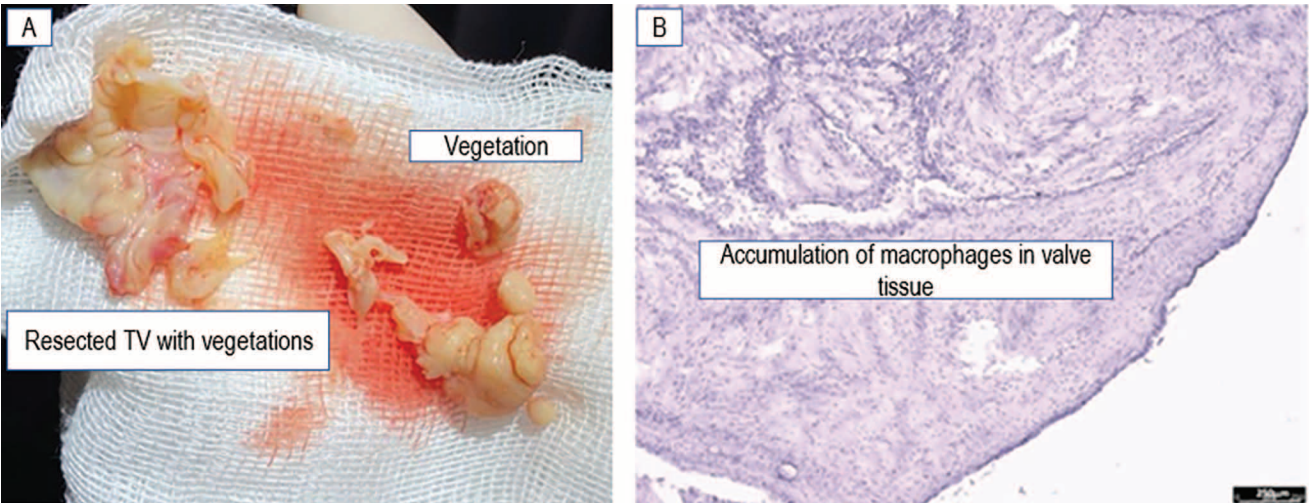 A
Vegetation
Resected TV with vegetations
B
Accumulation of macrophages in valve
tissue